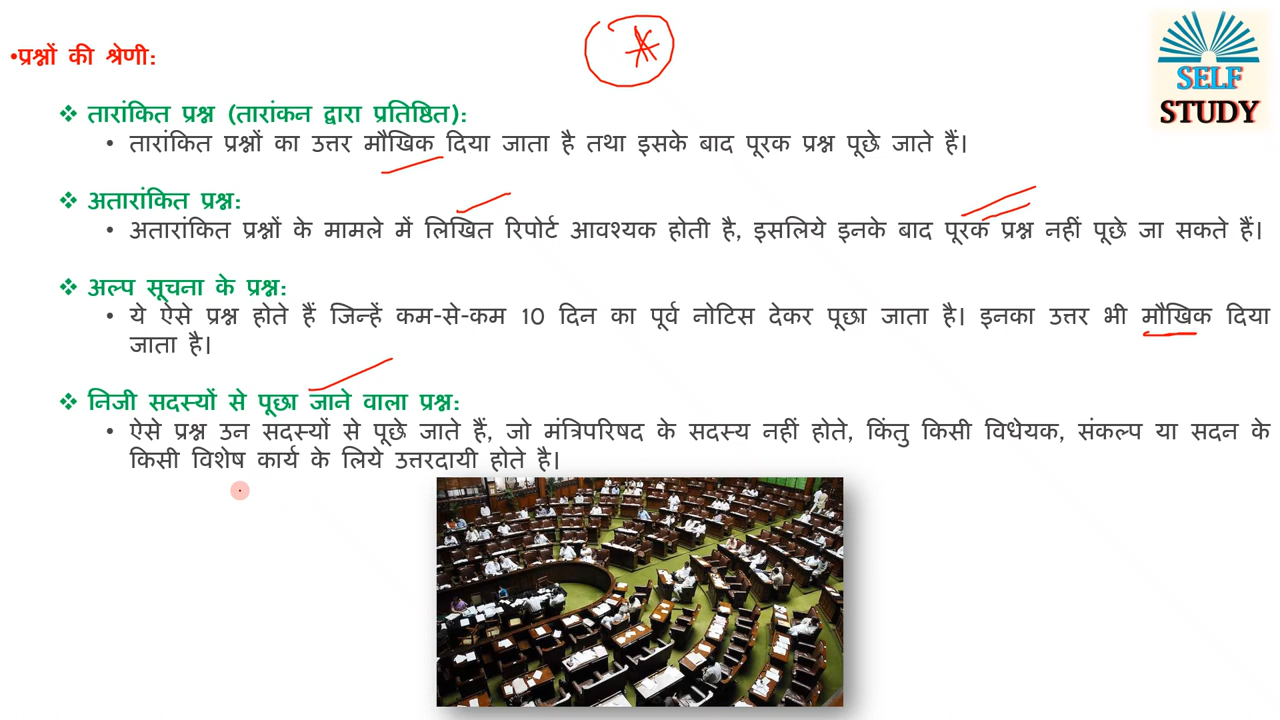 •प्रश्नों की श्रेणी:
SELF
STUDY
❖ तारांकित प्रश्न (तारांकन द्वारा प्रतिष्ठित):
• तारांकित प्रश्नों का उत्तर मौखिक दिया जाता है तथा इसके बाद पूरक प्रश्न पूछे जाते हैं।
❖ अतारांकित प्रश्न:
• अतारांकित प्रश्नों के मामले में लिखित रिपोर्ट आवश्यक होती है, इसलिये इनके बाद पूरक प्रश्न नहीं पूछे जा सकते हैं।
❖ अल्प सूचना के प्रश्न:
• ये ऐसे प्रश्न होते हैं जिन्हें कम-से-कम 10 दिन का पूर्व नोटिस देकर पूछा जाता है। इनका उत्तर भी मौखिक दिया
जाता है।
❖ निजी सदस्यों से पूछा जाने वाला प्रश्न:
• ऐसे प्रश्न उन सदस्यों से पूछे जाते हैं, जो मंत्रिपरिषद के सदस्य नहीं होते, किंतु किसी विधेयक, संकल्प या सदन के
किसी विशेष कार्य के लिये उत्तरदायी होते है।